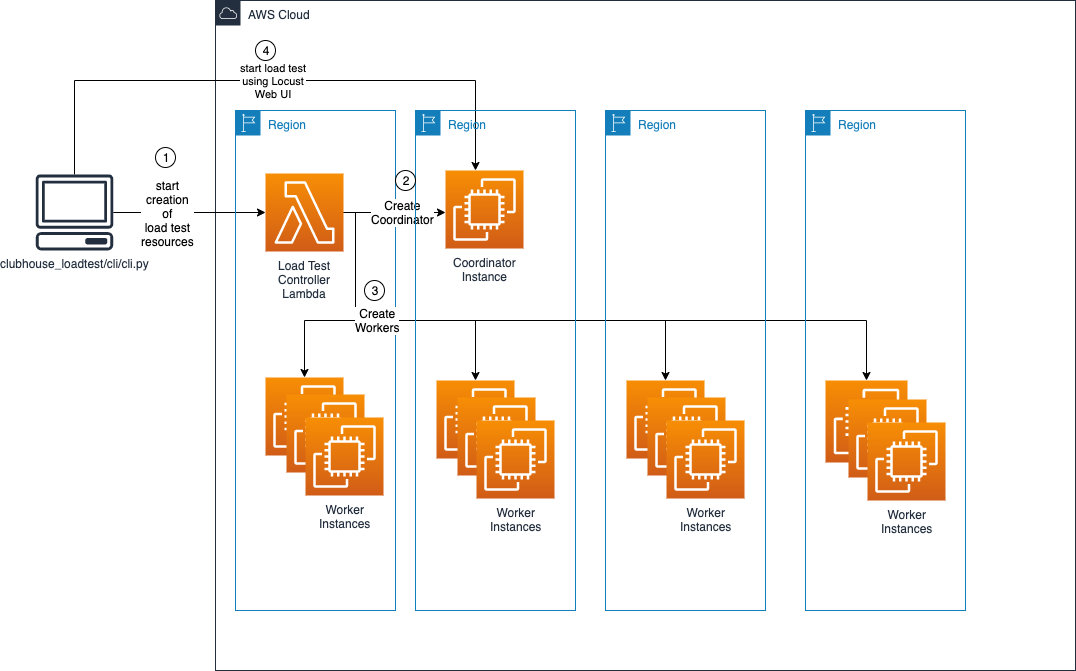 AWS Cloud
4
start load test
using Locust
Web UI
Region
Region
Region
Region
1
start
creation
of
load test
resources
2
Create
Coordinator
clubhouse_loadtest/cli/cli.py
Load Test
Controller
Lambda
Coordinator
Instance
3
Create
Workers
Worker
Instances
Worker
Instances
Worker
Instances
Worker
Instances